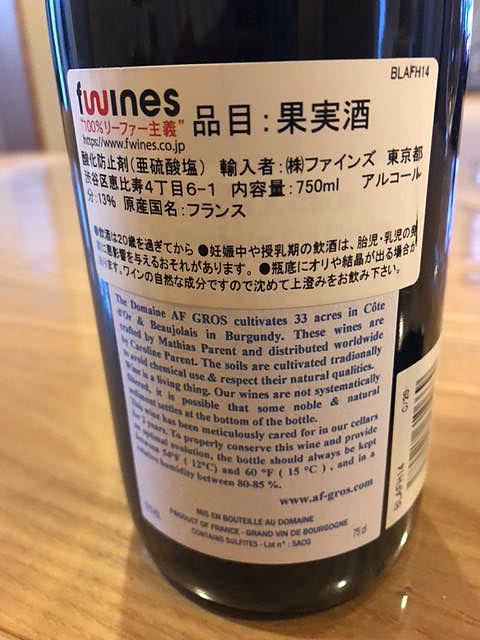 BLAFH14
fwines
"100%リーファー主義"
https://www.fwines.co.jp
品目：果実酒
酸化防止剤(亜硫酸塩) 輸入者：㈱ファインズ 東京都
渋谷区恵比寿4丁目6-1 内容量：750ml アルコール
分：13% 原産国名：フランス
●飲酒は20歳を過ぎてから ●妊娠中や授乳期の飲酒は、胎児・乳児の発
に悪影響を与えるおそれがあります。 ●瓶底にオリや結晶が出る場合が
あります。ワインの自然な成分ですので沈めて上澄みをお飲み下さい。
The Domaine AF GROS cultivates 33 acres in Côte
d'Or & Beaujolais in Burgundy. These wines are
crafted by Mathias Parent and distributed worldwide
by Caroline Parent. The soils are cultivated tradionally
to avoid chemical use & respect their natural qualities.
Wine is a living thing. Our wines are not systematically
filtered, it is possible that some noble & natural
sediment settles at the bottom of the bottle.
This wine has been meticulously cared for in our cellars
for 2 years. To properly conserve this wine and provide
an optimal evolution, the bottle should always be kept
between 54°F ( 12°C) and 60 °F ( 15 °C ) , and in a
relative humidity between 80-85 %.
www.af-gros.com
MIS EN BOUTEILLE AU DOMAINE
PRODUCT OF FRANCE - GRAND VIN DE BOURGOGNE
CONTAINS SULFITES - Lot n° : 5ACG
75 cl
C/20
BLAFH14